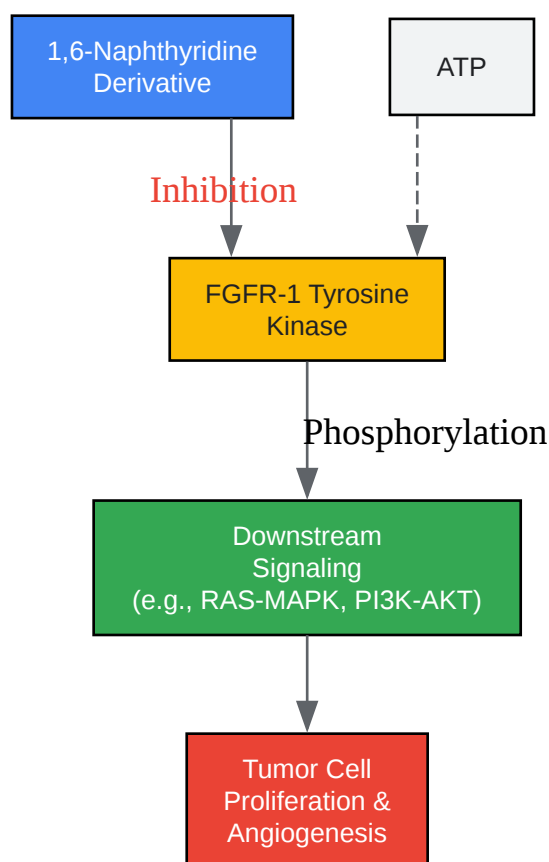 1,6-Naphthyridine
Derivative
ATP
Inhibition
FGFR-1 Tyrosine
Kinase
Phosphorylation
Downstream
Signaling
(e.g., RAS-MAPK, PI3K-AKT)
Tumor Cell
Proliferation &
Angiogenesis